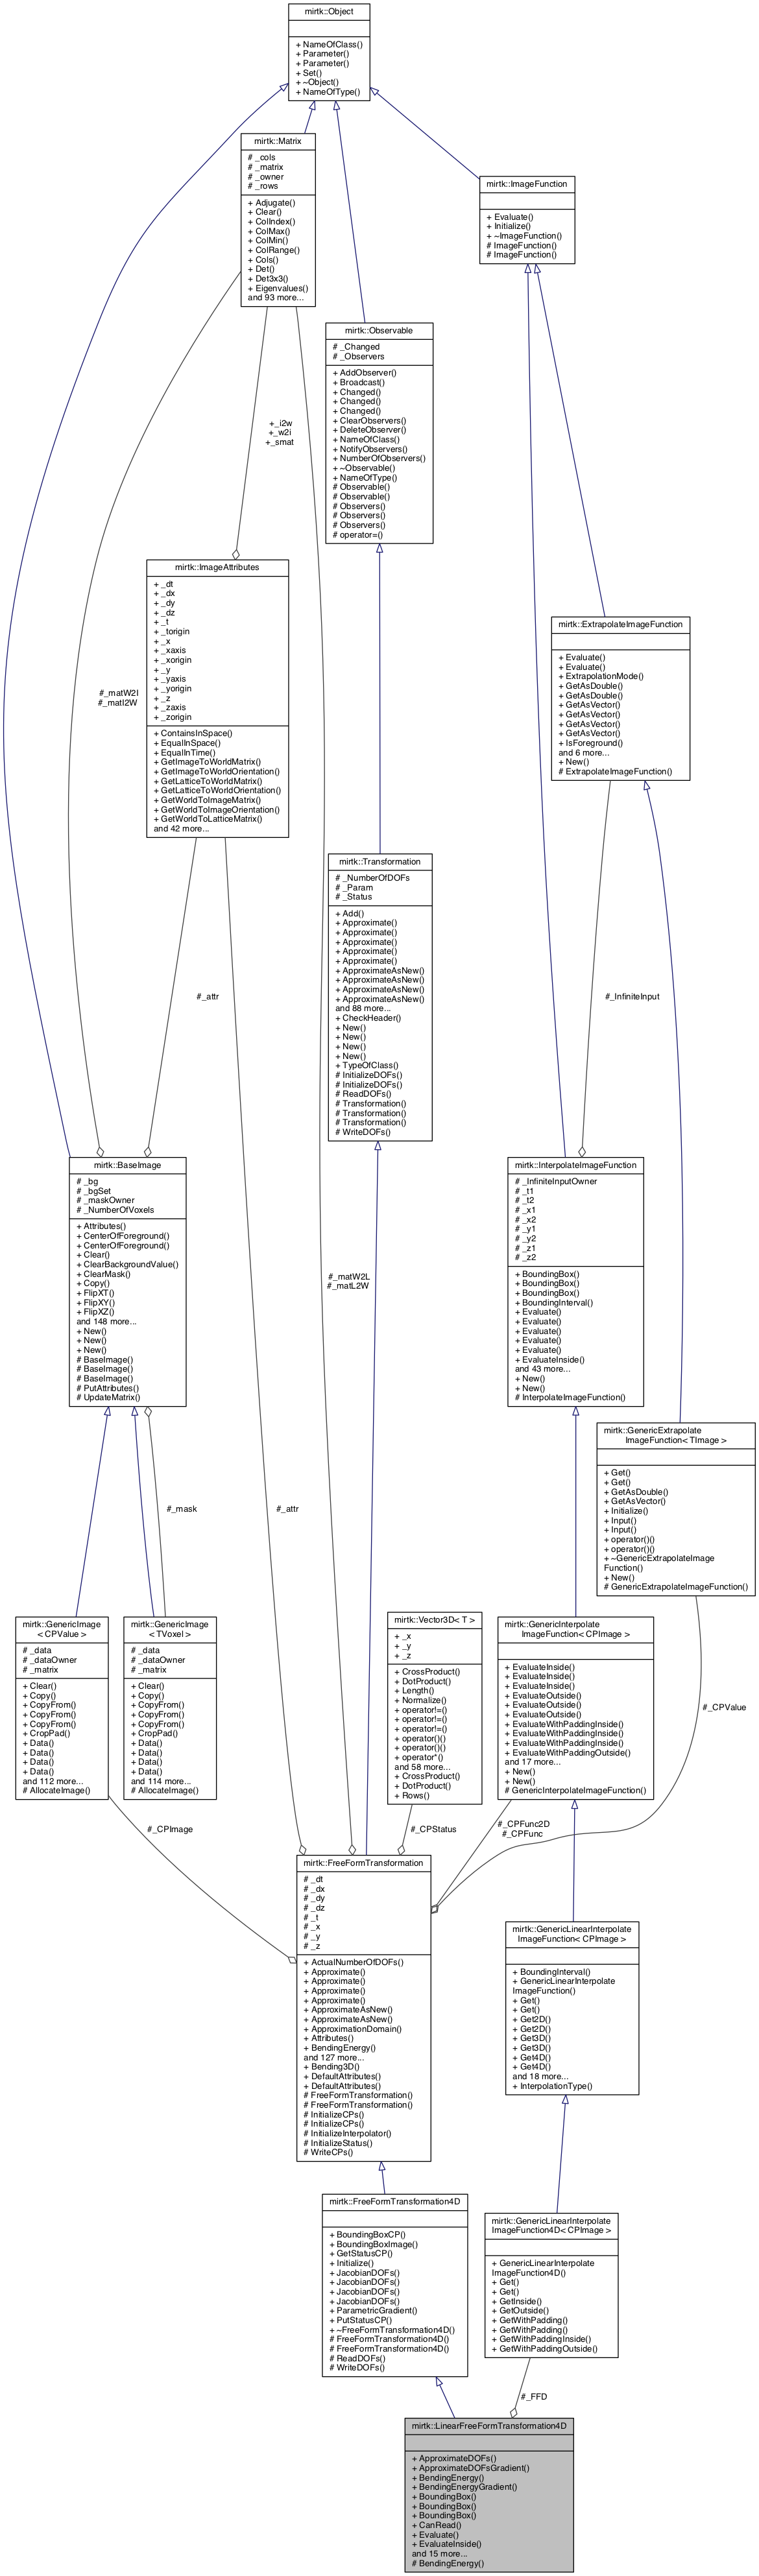 mirtk::Object
+ NameOfClass()
+ Parameter()
+ Parameter()
+ Set()
+ ~Object()
+ NameOfType()
mirtk::Matrix
# _cols
# _matrix
# _owner
# _rows
+ Adjugate()
+ Clear()
+ ColIndex()
+ ColMax()
+ ColMin()
+ ColRange()
+ Cols()
+ Det()
+ Det3x3()
+ Eigenvalues()
and 93 more...
mirtk::ImageFunction
+ Evaluate()
+ Initialize()
+ ~ImageFunction()
# ImageFunction()
# ImageFunction()
mirtk::Observable
# _Changed
# _Observers
+ AddObserver()
+ Broadcast()
+ Changed()
+ Changed()
+ Changed()
+ ClearObservers()
+ DeleteObserver()
+ NameOfClass()
+ NotifyObservers()
+ NumberOfObservers()
+ ~Observable()
+ NameOfType()
# Observable()
# Observable()
# Observers()
# Observers()
# Observers()
# operator=()
+_i2w
+_w2i
+_smat
mirtk::ImageAttributes
+ _dt
+ _dx
+ _dy
+ _dz
+ _t
+ _torigin
+ _x
+ _xaxis
+ _xorigin
+ _y
+ _yaxis
+ _yorigin
+ _z
+ _zaxis
+ _zorigin
+ ContainsInSpace()
+ EqualInSpace()
+ EqualInTime()
+ GetImageToWorldMatrix()
+ GetImageToWorldOrientation()
+ GetLatticeToWorldMatrix()
+ GetLatticeToWorldOrientation()
+ GetWorldToImageMatrix()
+ GetWorldToImageOrientation()
+ GetWorldToLatticeMatrix()
and 42 more...
#_matW2I
#_matI2W
mirtk::ExtrapolateImageFunction
+ Evaluate()
+ Evaluate()
+ ExtrapolationMode()
+ GetAsDouble()
+ GetAsDouble()
+ GetAsVector()
+ GetAsVector()
+ GetAsVector()
+ GetAsVector()
+ IsForeground()
and 6 more...
+ New()
# ExtrapolateImageFunction()
mirtk::Transformation
# _NumberOfDOFs
# _Param
# _Status
+ Add()
+ Approximate()
+ Approximate()
+ Approximate()
+ Approximate()
+ Approximate()
+ ApproximateAsNew()
+ ApproximateAsNew()
+ ApproximateAsNew()
+ ApproximateAsNew()
and 88 more...
+ CheckHeader()
+ New()
+ New()
+ New()
+ New()
+ TypeOfClass()
# InitializeDOFs()
# InitializeDOFs()
# ReadDOFs()
# Transformation()
# Transformation()
# Transformation()
# WriteDOFs()
#_attr
#_InfiniteInput
mirtk::BaseImage
# _bg
# _bgSet
# _maskOwner
# _NumberOfVoxels
+ Attributes()
+ CenterOfForeground()
+ CenterOfForeground()
+ Clear()
+ ClearBackgroundValue()
+ ClearMask()
+ Copy()
+ FlipXT()
+ FlipXY()
+ FlipXZ()
and 148 more...
+ New()
+ New()
+ New()
# BaseImage()
# BaseImage()
# BaseImage()
# PutAttributes()
# UpdateMatrix()
#_matW2L
#_matL2W
mirtk::InterpolateImageFunction
# _InfiniteInputOwner
# _t1
# _t2
# _x1
# _x2
# _y1
# _y2
# _z1
# _z2
+ BoundingBox()
+ BoundingBox()
+ BoundingBox()
+ BoundingInterval()
+ Evaluate()
+ Evaluate()
+ Evaluate()
+ Evaluate()
+ Evaluate()
+ EvaluateInside()
and 43 more...
+ New()
+ New()
# InterpolateImageFunction()
mirtk::GenericExtrapolate
ImageFunction< TImage >
+ Get()
+ Get()
+ GetAsDouble()
+ GetAsVector()
+ Initialize()
+ Input()
+ Input()
+ operator()()
+ operator()()
+ ~GenericExtrapolateImage
Function()
+ New()
# GenericExtrapolateImageFunction()
#_mask
#_attr
mirtk::GenericImage
< CPValue >
# _data
# _dataOwner
# _matrix
+ Clear()
+ Copy()
+ CopyFrom()
+ CopyFrom()
+ CopyFrom()
+ CropPad()
+ Data()
+ Data()
+ Data()
+ Data()
and 112 more...
# AllocateImage()
mirtk::GenericImage
< TVoxel >
# _data
# _dataOwner
# _matrix
+ Clear()
+ Copy()
+ CopyFrom()
+ CopyFrom()
+ CopyFrom()
+ CropPad()
+ Data()
+ Data()
+ Data()
+ Data()
and 114 more...
# AllocateImage()
mirtk::Vector3D< T >
+ _x
+ _y
+ _z
+ CrossProduct()
+ DotProduct()
+ Length()
+ Normalize()
+ operator!=()
+ operator!=()
+ operator!=()
+ operator()()
+ operator()()
+ operator*()
and 58 more...
+ CrossProduct()
+ DotProduct()
+ Rows()
mirtk::GenericInterpolate
ImageFunction< CPImage >
+ EvaluateInside()
+ EvaluateInside()
+ EvaluateInside()
+ EvaluateOutside()
+ EvaluateOutside()
+ EvaluateOutside()
+ EvaluateWithPaddingInside()
+ EvaluateWithPaddingInside()
+ EvaluateWithPaddingInside()
+ EvaluateWithPaddingOutside()
and 17 more...
+ New()
+ New()
# GenericInterpolateImageFunction()
#_CPValue
#_CPImage
#_CPStatus
#_CPFunc2D
#_CPFunc
mirtk::FreeFormTransformation
# _dt
# _dx
# _dy
# _dz
# _t
# _x
# _y
# _z
+ ActualNumberOfDOFs()
+ Approximate()
+ Approximate()
+ Approximate()
+ Approximate()
+ ApproximateAsNew()
+ ApproximateAsNew()
+ ApproximationDomain()
+ Attributes()
+ BendingEnergy()
and 127 more...
+ Bending3D()
+ DefaultAttributes()
+ DefaultAttributes()
# FreeFormTransformation()
# FreeFormTransformation()
# InitializeCPs()
# InitializeCPs()
# InitializeInterpolator()
# InitializeStatus()
# WriteCPs()
mirtk::GenericLinearInterpolate
ImageFunction< CPImage >
+ BoundingInterval()
+ GenericLinearInterpolate
ImageFunction()
+ Get()
+ Get()
+ Get2D()
+ Get2D()
+ Get3D()
+ Get3D()
+ Get4D()
+ Get4D()
and 18 more...
+ InterpolationType()
mirtk::FreeFormTransformation4D
+ BoundingBoxCP()
+ BoundingBoxImage()
+ GetStatusCP()
+ Initialize()
+ JacobianDOFs()
+ JacobianDOFs()
+ JacobianDOFs()
+ JacobianDOFs()
+ ParametricGradient()
+ PutStatusCP()
+ ~FreeFormTransformation4D()
# FreeFormTransformation4D()
# FreeFormTransformation4D()
# ReadDOFs()
# WriteDOFs()
mirtk::GenericLinearInterpolate
ImageFunction4D< CPImage >
+ GenericLinearInterpolate
ImageFunction4D()
+ Get()
+ Get()
+ GetInside()
+ GetOutside()
+ GetWithPadding()
+ GetWithPadding()
+ GetWithPaddingInside()
+ GetWithPaddingOutside()
#_FFD
mirtk::LinearFreeFormTransformation4D
+ ApproximateDOFs()
+ ApproximateDOFsGradient()
+ BendingEnergy()
+ BendingEnergyGradient()
+ BoundingBox()
+ BoundingBox()
+ BoundingBox()
+ CanRead()
+ Evaluate()
+ EvaluateInside()
and 15 more...
# BendingEnergy()